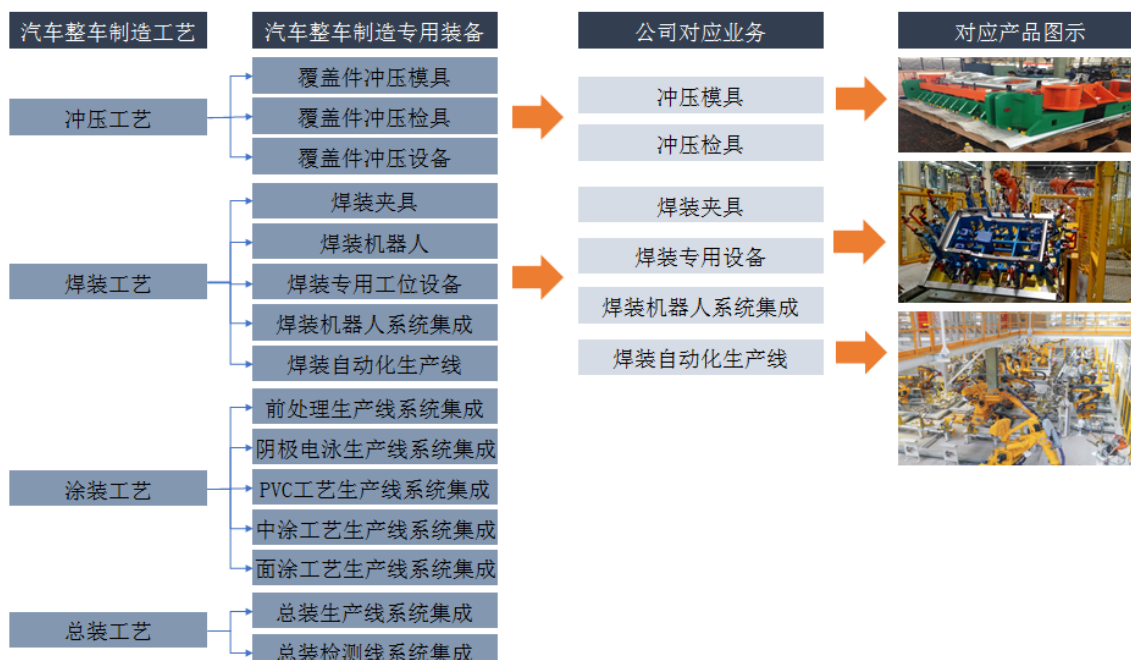 汽车整车制造工艺
汽车整车制造专用装备
公司对应业务
对应产品图示
冲压工艺
覆盖件冲压模具
覆盖件冲压检具
覆盖件冲压设备
冲压模具
冲压检具
焊装工艺
焊装夹具
焊装机器人
焊装专用工位设备
焊装机器人系统集成
焊装自动化生产线
焊装夹具
焊装专用设备
焊装机器人系统集成
焊装自动化生产线
涂装工艺
前处理生产线系统集成
阴极电泳生产线系统集成
PVC工艺生产线系统集成
中涂工艺生产线系统集成
面涂工艺生产线系统集成
总装工艺
总装生产线系统集成
总装检测线系统集成